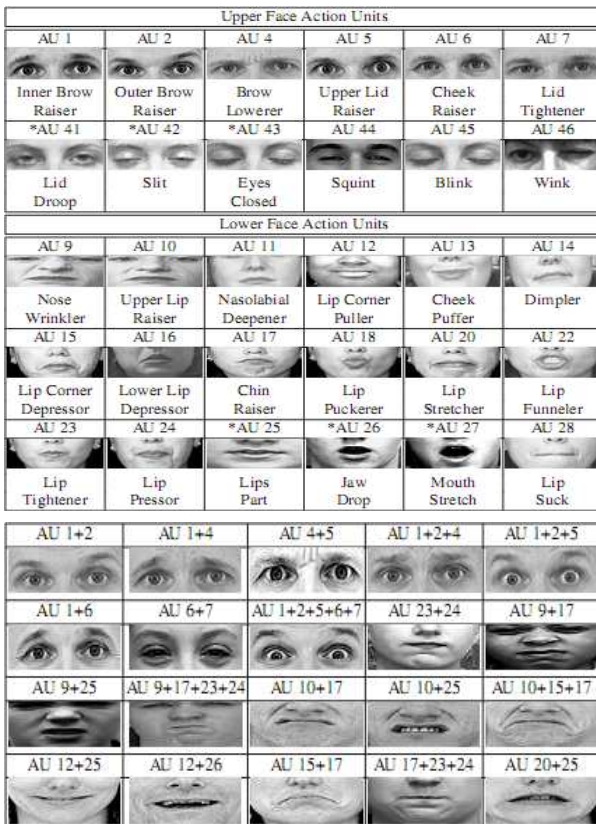 Upper Face Action Units
AU 1 AU 2 AU 4 AU 5 AU 6 AU 7
Inner Brow Outer Brow Brow Upper Lid Cheek Lid
Raiser Raiser Lowerer Raiser Raiser Tightener
*AU 41 *AU 42 *AU 43 AU 44 AU 45 AU 46
Lid Slit Eyes Squint Blink Wink
Droop Closed
Lower Face Action Units
AU 9 AU 10 AU 11 AU 12 AU 13 AU 14
Nose Upper Lip Nasolabial Lip Corner Cheek Dimpler
Wrinkler Raiser Deepener Puller Puffer
AU 15 AU 16 AU 17 AU 18 AU 20 AU 22
Lip Corner Lower Lip Chin Lip Lip Lip
Depressor Depressor Raiser Puckerer Stretcher Funneler
AU 23 AU 24 *AU 25 *AU 26 *AU 27 AU 28
Lip Lip Lips Jaw Mouth Lip
Tightener Pressor Part Drop Stretch Suck
AU 1+2 AU 1+4 AU 4+5 AU 1+2+4 AU 1+2+5
AU 1+6 AU 6+7 AU 1+2+5+6+7 AU 23+24 AU 9+17
AU 9+25 AU 9+17+23+24 AU 10+17 AU 10+25 AU 10+15+17
AU 12+25 AU 12+26 AU 15+17 AU 17+23+24 AU 20+25